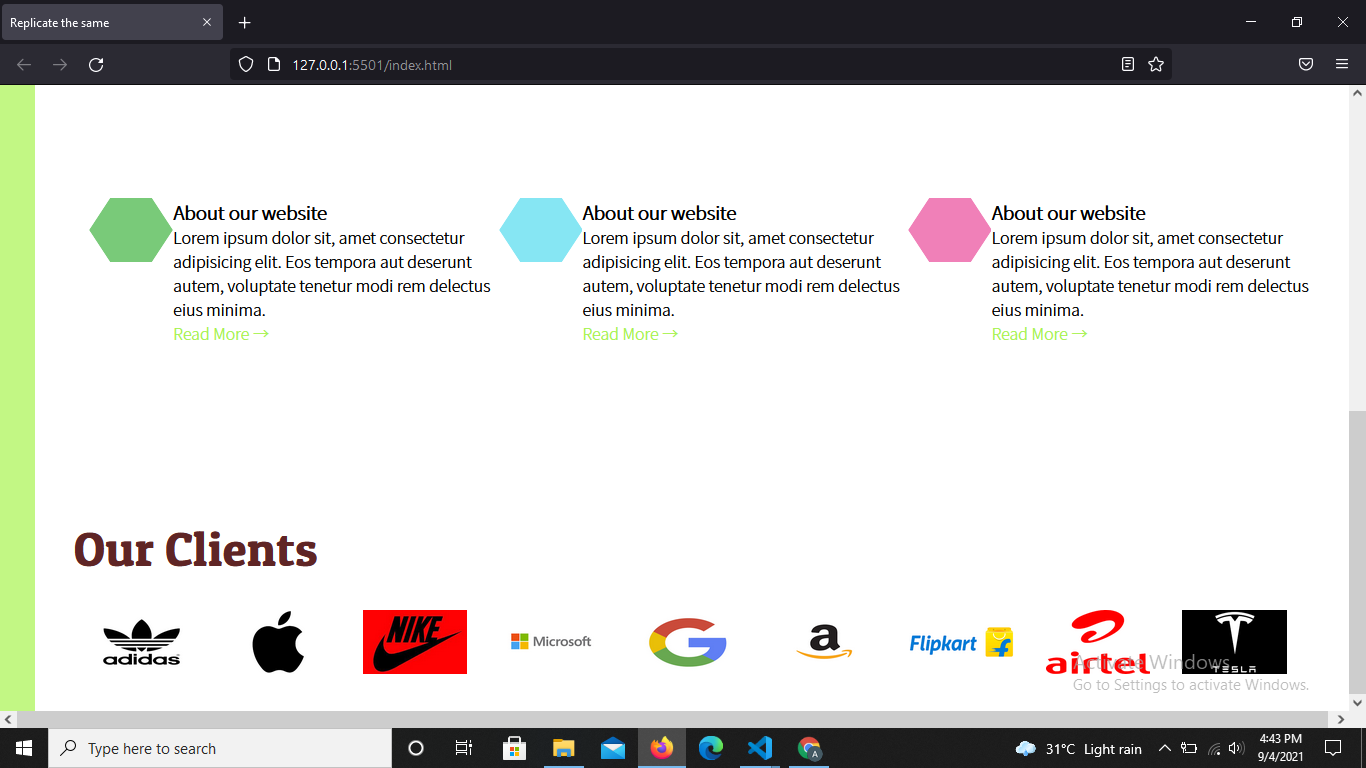 Replicate the same
127.0.0.1:5501/index.html
About our website
Lorem ipsum dolor sit, amet consectetur
adipisicing elit. Eos tempora aut deserunt
autem, voluptate tenetur modi rem delectus
eius minima.
Read More →
About our website
Lorem ipsum dolor sit, amet consectetur
adipisicing elit. Eos tempora aut deserunt
autem, voluptate tenetur modi rem delectus
eius minima.
Read More →
About our website
Lorem ipsum dolor sit, amet consectetur
adipisicing elit. Eos tempora aut deserunt
autem, voluptate tenetur modi rem delectus
eius minima.
Read More →
Our Clients
adidas
NIKE
Microsoft
G
a
Flipkart
f
airtel
TESLA
Activate Windows
Go to Settings to activate Windows.
Type here to search
A
31°C Light rain
4:43 PM
9/4/2021